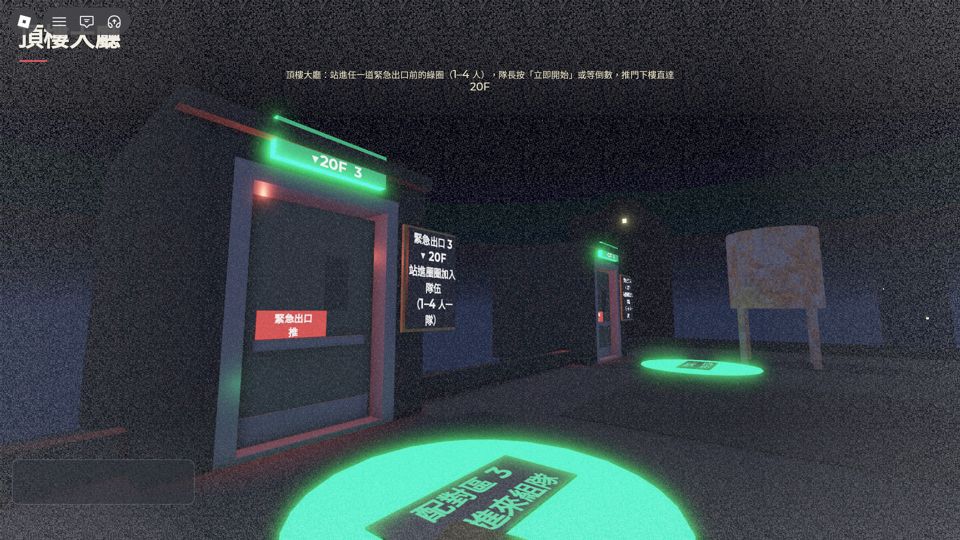 頂樓大廳
頂樓大廳：站進任一道緊急出口前的綠圈（1–4 人），隊長按「立即開始」或等倒數，推門下樓直達
20F
▼20F 3
緊急出口 3
▼ 20F
站進圈圈加入
隊伍
（1–4 人一
隊）
緊急出口
推
配對區 3
進來組隊